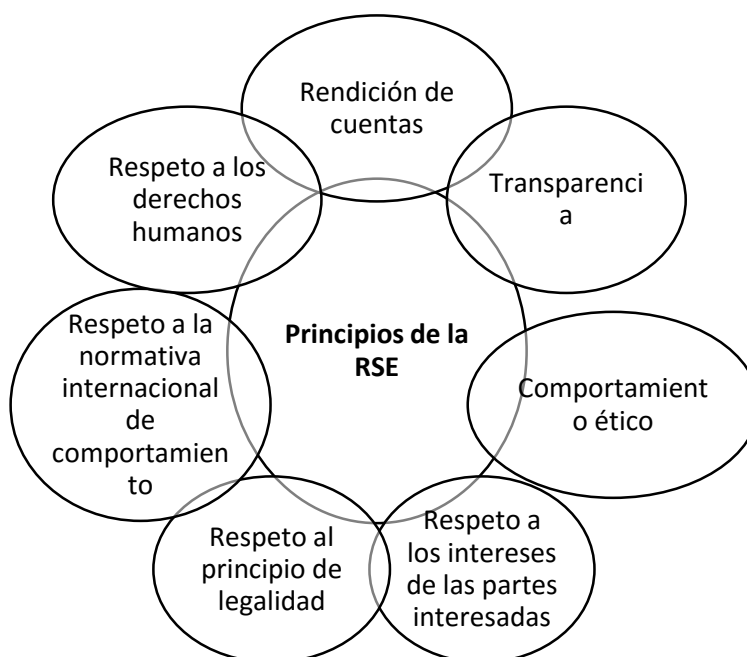 Rendición de
cuentas
Transparenci
a
Comportamient
o ético
Respeto a
los intereses
de las partes
interesadas
Respeto al
principio de
legalidad
Respeto a la
normativa
internacional
de
comportamien
to
Respeto a los
derechos
humanos
Principios de la
RSE